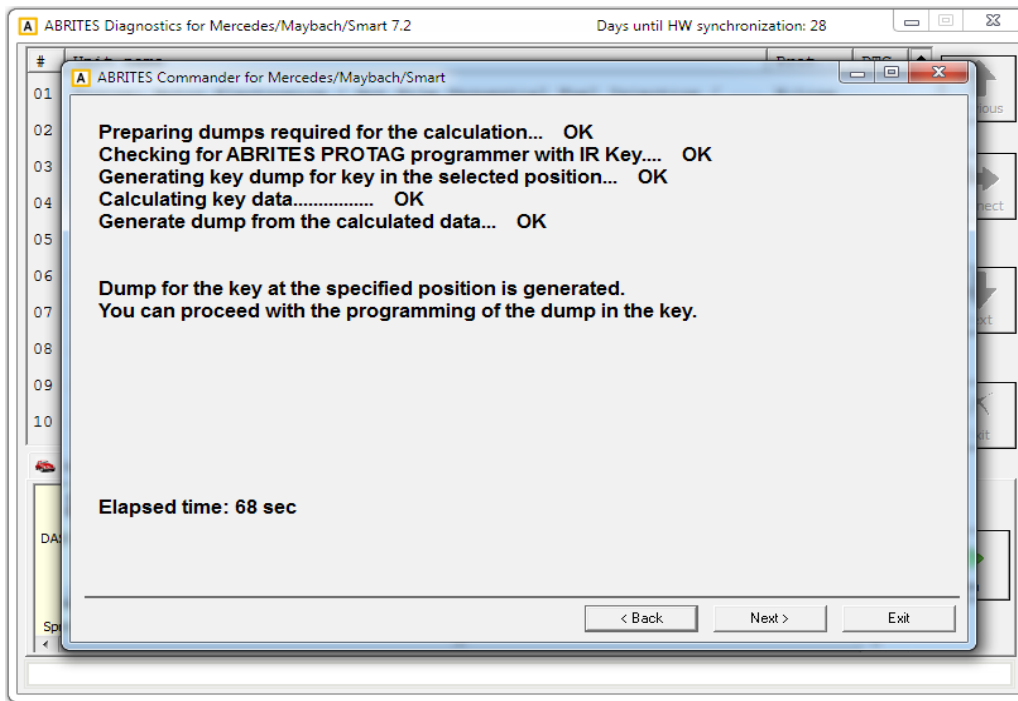 A ABRITES Diagnostics for Mercedes/Maybach/Smart 7.2 Days until HW synchronization: 28
#
A ABRITES Commander for Mercedes/Maybach/Smart
01
02
03
04
05
06
07
08
09
10
Preparing dumps required for the calculation... OK
Checking for ABRITES PROTAG programmer with IR Key.... OK
Generating key dump for key in the selected position... OK
Calculating key data................ OK
Generate dump from the calculated data... OK
Dump for the key at the specified position is generated.
You can proceed with the programming of the dump in the key.
Elapsed time: 68 sec
< Back Next > Exit